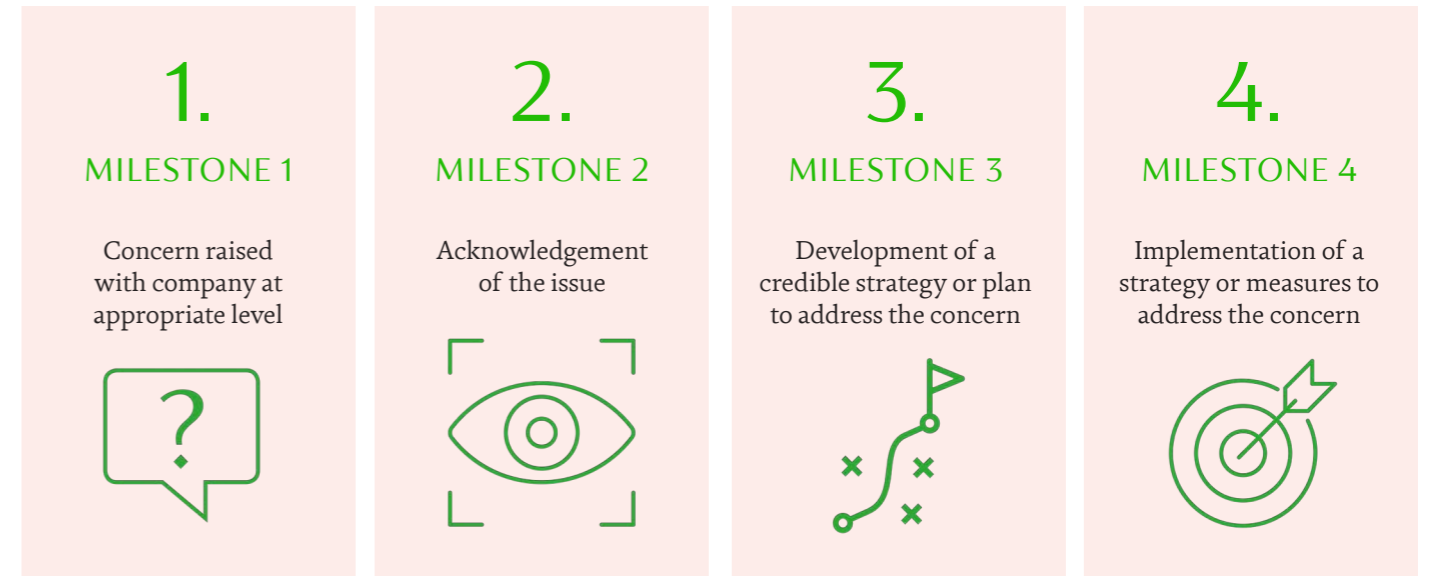 1.
MILESTONE 1
Concern raised
with company at
appropriate level
?
2.
MILESTONE 2
Acknowledgement
of the issue
3.
MILESTONE 3
Development of a
credible strategy or plan
to address the concern
4.
MILESTONE 4
Implementation of a
strategy or measures to
address the concern